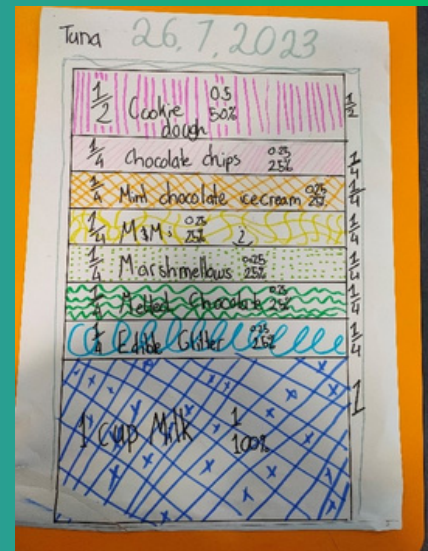 Tuna 26.7.2023
1/2 Cookie dough 0.5 50% 1/2
1/4 Chocolate chips 0.25 25% 1/4
1/4 Mint chocolate icecream 0.25 25% 1/4
1/4 M&M's 0.25 25% 1/4
1/4 Marshmellows 0.25 25% 1/4
1/4 Melted Chocolate 0.25 25% 1/4
1/4 Edible Glitter 0.25 25% 1/4
1 cup Milk 1 100% 1